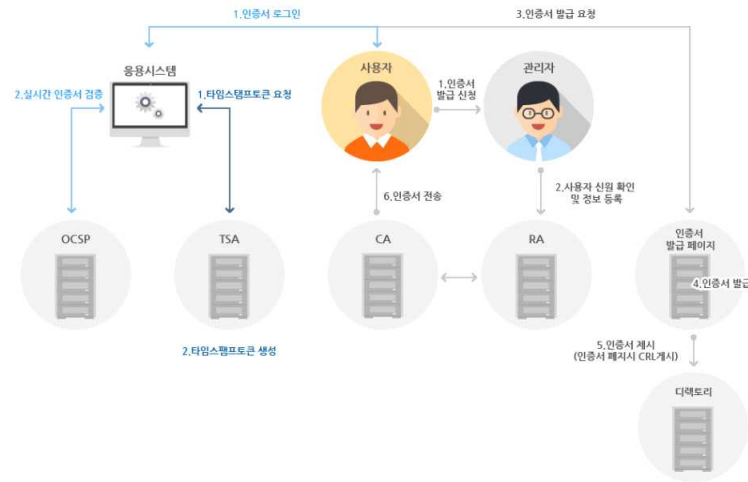 1.인증서 로그인
3.인증서 발급 요청
응용시스템
사용자
관리자
2.실시간 인증서 검증
1.타임스탬프토큰 요청
1.인증서
발급 신청
6.인증서 전송
2.사용자 신원 확인
및 정보 등록
OCSP
TSA
CA
RA
인증서
발급 페이지
4.인증서 발급
2.타임스탬프토큰 생성
5.인증서 제시
(인증서 폐지시 CRL게시)
디랙토리